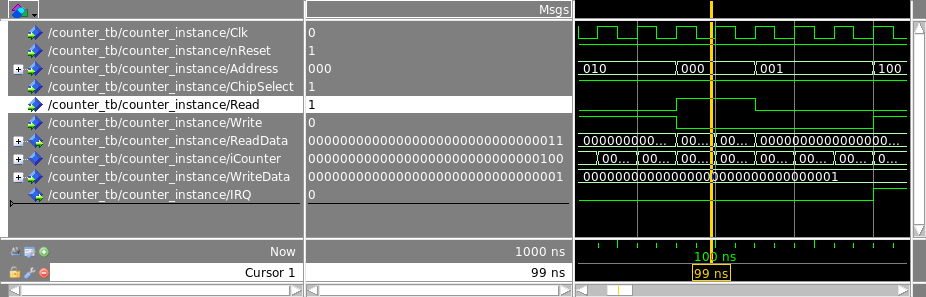 Msgs
/counter_tb/counter_instance/Clk 0
/counter_tb/counter_instance/nReset 1
/counter_tb/counter_instance/Address 000 010 000 001 100
/counter_tb/counter_instance/ChipSelect 1
/counter_tb/counter_instance/Read 1
/counter_tb/counter_instance/Write 0
/counter_tb/counter_instance/ReadData 00000000000000000000000000000011 000000000... 00... 00... 000000000000000...
/counter_tb/counter_instance/iCounter 00000000000000000000000000000100 00... 00... 00... 00... 00... 00... 00... 0...
/counter_tb/counter_instance/WriteData 00000000000000000000000000000001 00000000000000000000000000000001
/counter_tb/counter_instance/IRQ 0
Now 1000 ns 100 ns
Cursor 1 99 ns 99 ns